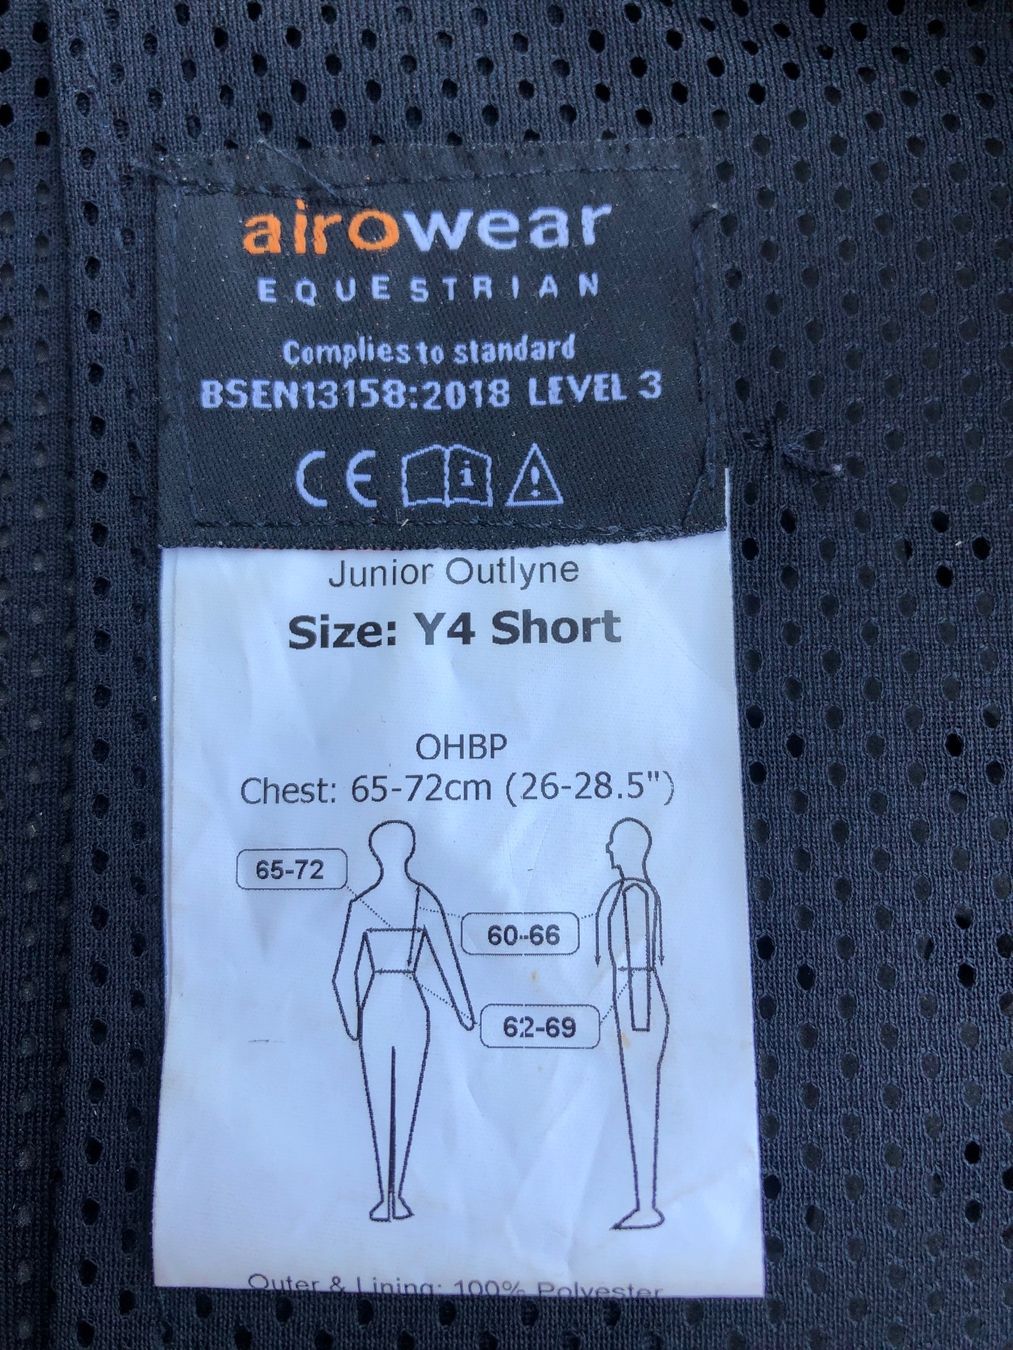 airowear
EQUESTRIAN
Complies to standard
BSEN13158:2018 LEVEL 3
CE i !
Junior Outlyne
Size: Y4 Short
OHBP
Chest: 65-72cm (26-28.5")
65-72
60-66
62-69
Outer & Lining: 100% Polyester